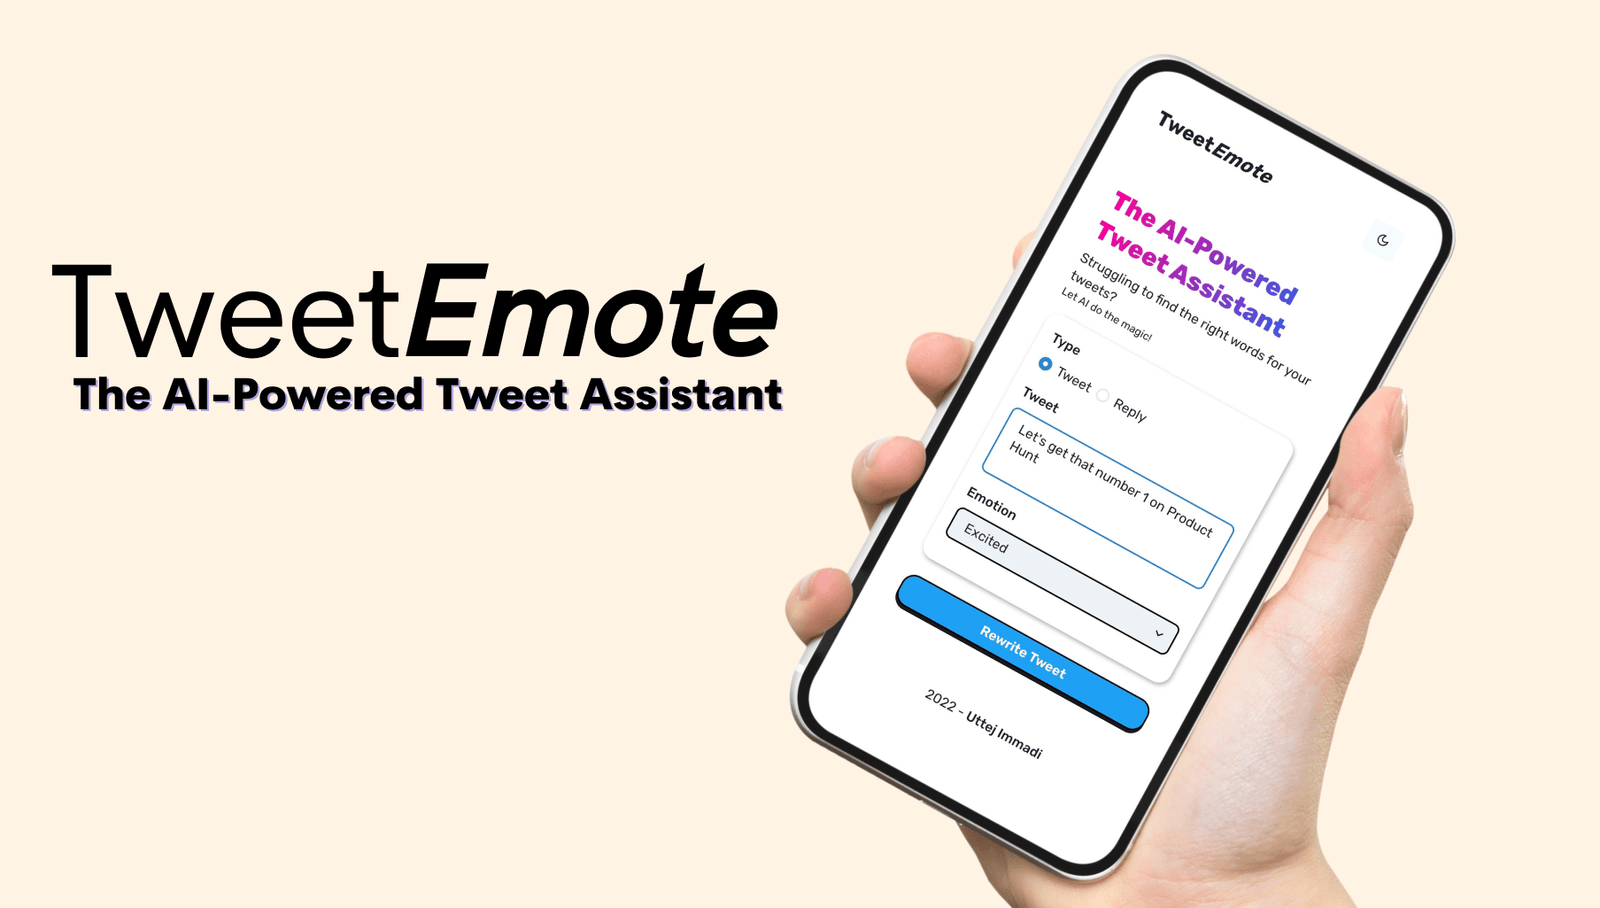 TweetEmote
The AI-Powered Tweet Assistant
TweetEmote
The AI-Powered
Tweet Assistant
Struggling to find the right words for your
tweets?
Let AI do the magic!
Type
Tweet Reply
Tweet
Let's get that number 1 on Product
Hunt
Emotion
Excited
Rewrite Tweet
2022 - Uttej Immadi